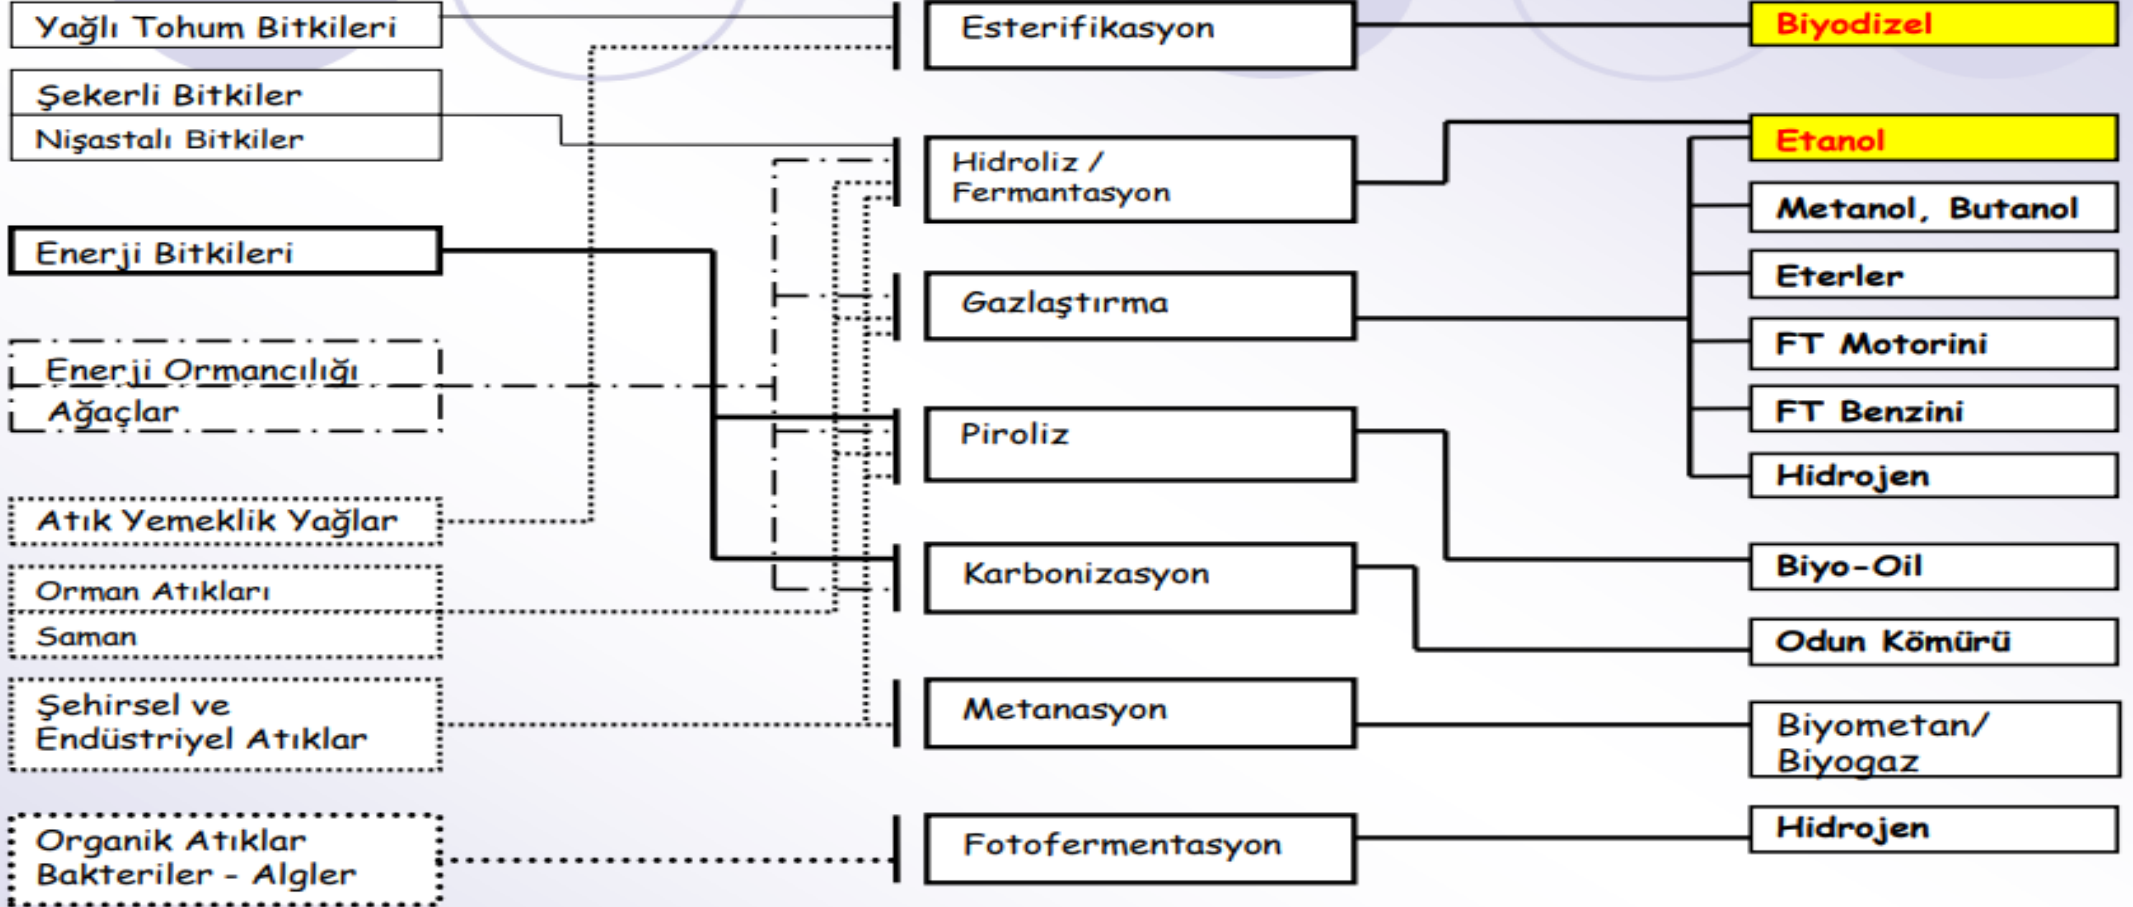 Yağlı Tohum Bitkileri
Şekerli Bitkiler
Nişastalı Bitkiler
Enerji Bitkileri
Enerji Ormancılığı
Ağaçlar
Atık Yemeklik Yağlar
Orman Atıkları
Saman
Şehirsel ve
Endüstriyel Atıklar
Organik Atıklar
Bakteriler - Algler
Esterifikasyon
Hidroliz /
Fermantasyon
Gazlaştırma
Piroliz
Karbonizasyon
Metanasyon
Fotofermentasyon
Biyodizel
Etanol
Metanol, Butanol
Eterler
FT Motorini
FT Benzini
Hidrojen
Biyo-Oil
Odun Kömürü
Biyometan/
Biyogaz
Hidrojen